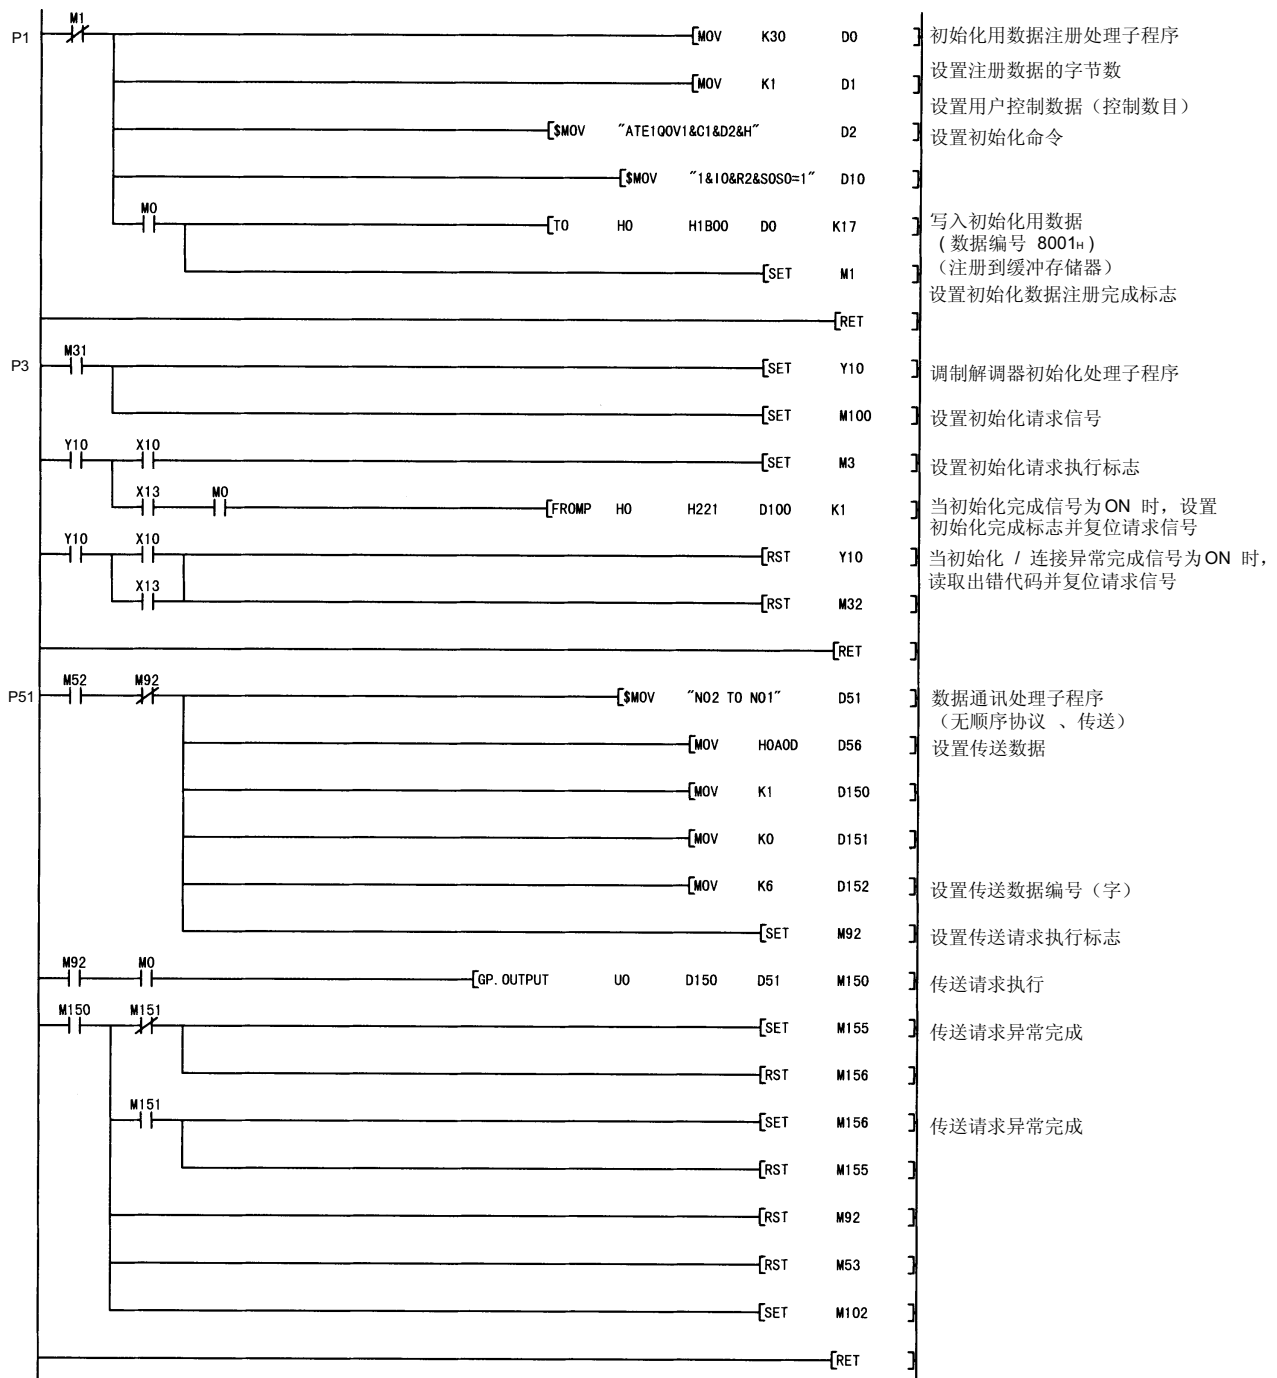 M1
P1 [MOV K30 D0 ] 初始化用数据注册处理子程序
设置注册数据的字节数
[MOV K1 D1 ]
设置用户控制数据（控制数目）
[$MOV "ATE1Q0V1&C1&D2&H" D2 ] 设置初始化命令
[$MOV "1&I0&R2&S0S0=1" D10 ]
M0
[TO H0 H1B00 D0 K17 ] 写入初始化用数据
( 数据编号 8001H )
（注册到缓冲存储器）
[SET M1 ]
设置初始化数据注册完成标志
[RET ]
M31
P3 [SET Y10 ] 调制解调器初始化处理子程序
[SET M100 ] 设置初始化请求信号
Y10 X10
[SET M3 ] 设置初始化请求执行标志
X13 M0
[FROMP H0 H221 D100 K1 ] 当初始化完成信号为ON 时，设置
初始化完成标志并复位请求信号
Y10 X10
[RST Y10 ] 当初始化 / 连接异常完成信号为ON 时，
读取出错代码并复位请求信号
X13
[RST M32 ]
[RET ]
M52 M92
P51 [$MOV "NO2 TO NO1" D51 ] 数据通讯处理子程序
（无顺序协议 、传送）
[MOV H0A0D D56 ] 设置传送数据
[MOV K1 D150 ]
[MOV K0 D151 ]
[MOV K6 D152 ] 设置传送数据编号（字）
[SET M92 ] 设置传送请求执行标志
M92 M0
[GP.OUTPUT U0 D150 D51 M150 ] 传送请求执行
M150 M151
[SET M155 ] 传送请求异常完成
[RST M156 ]
M151
[SET M156 ] 传送请求异常完成
[RST M155 ]
[RST M92 ]
[RST M53 ]
[SET M102 ]
[RET ]